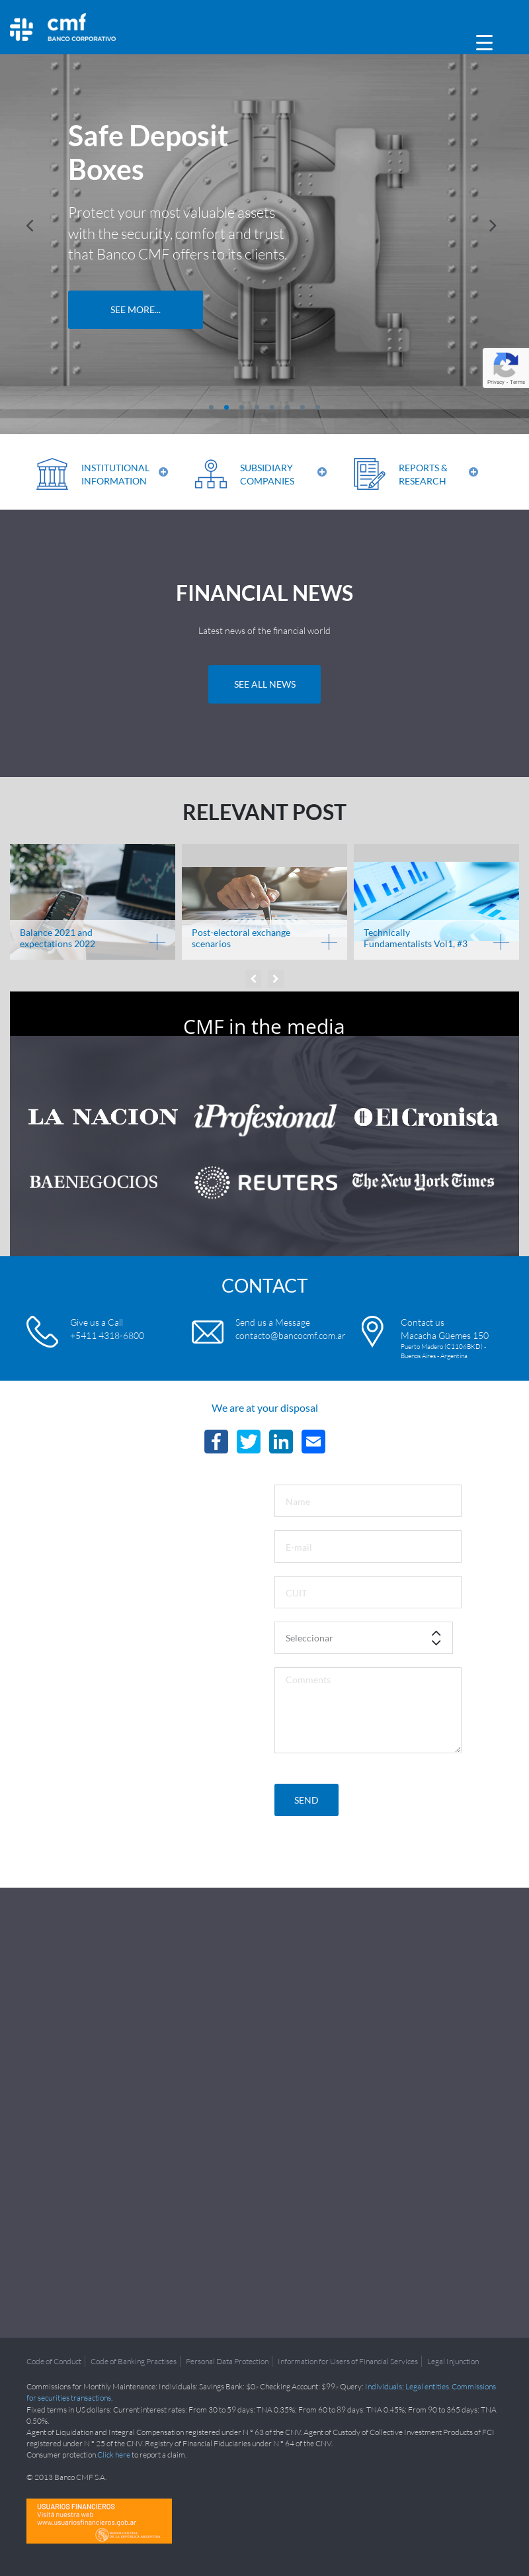 cmf
BANCO CORPORATIVO
Safe Deposit
Boxes
Protect your most valuable assets
with the security, comfort and trust
that Banco CMF offers to its clients.
SEE MORE...
Privacy - Terms
INSTITUTIONAL
INFORMATION
SUBSIDIARY
COMPANIES
REPORTS &
RESEARCH
FINANCIAL NEWS
Latest news of the financial world
SEE ALL NEWS
RELEVANT POST
Balance 2021 and
expectations 2022
Post-electoral exchange
scenarios
Technically
Fundamentalists Vol1, #3
CMF in the media
LA NACION
iProfesional
El Cronista
BAENEGOCIOS
REUTERS
The New York Times
CONTACT
Give us a Call
+5411 4318-6800
Send us a Message
contacto@bancocmf.com.ar
Contact us
Macacha Güemes 150
Puerto Madero (C1106BKD) -
Buenos Aires - Argentina
We are at your disposal
Name
E-mail
CUIT
Seleccionar
Comments
SEND
Code of Conduct | Code of Banking Practises | Personal Data Protection | Information for Users of Financial Services | Legal Injunction
Commissions for Monthly Maintenance; Individuals: Savings Bank: $0.- Checking Account: $99.- Query: Individuals; Legal entities. Commissions
for securities transactions.
Fixed terms in US dollars: Current interest rates: From 30 to 59 days: TNA 0.35%; From 60 to 89 days: TNA 0.45%; From 90 to 365 days: TNA
0.50%.
Agent of Liquidation and Integral Compensation registered under N ° 63 of the CNV. Agent of Custody of Collective Investment Products of FCI
registered under N ° 25 of the CNV. Registry of Financial Fiduciaries under N ° 64 of the CNV.
Consumer protection.Click here to report a claim.
© 2013 Banco CMF S.A.
USUARIOS FINANCIEROS
Visitá nuestra web
www.usuariosfinancieros.gob.ar
BANCO CENTRAL
DE LA REPÚBLICA ARGENTINA